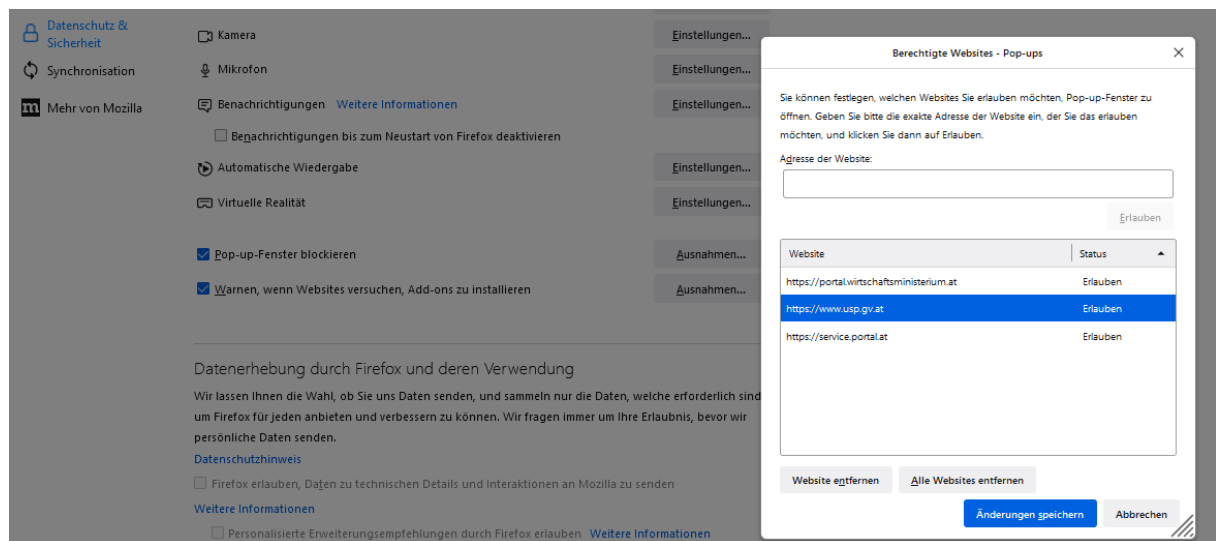 Datenschutz &
Sicherheit
Synchronisation
m Mehr von Mozilla
Kamera Einstellungen...
Mikrofon Einstellungen...
Benachrichtigungen Weitere Informationen Einstellungen...
Benachrichtigungen bis zum Neustart von Firefox deaktivieren
Automatische Wiedergabe Einstellungen...
Virtuelle Realität Einstellungen...
Pop-up-Fenster blockieren Ausnahmen...
Warnen, wenn Websites versuchen, Add-ons zu installieren Ausnahmen...
Datenerhebung durch Firefox und deren Verwendung
Wir lassen Ihnen die Wahl, ob Sie uns Daten senden, und sammeln nur die Daten, welche erforderlich sind
um Firefox für jeden anbieten und verbessern zu können. Wir fragen immer um Ihre Erlaubnis, bevor wir
persönliche Daten senden.
Datenschutzhinweis
Firefox erlauben, Daten zu technischen Details und Interaktionen an Mozilla zu senden
Weitere Informationen
Personalisierte Erweiterungsempfehlungen durch Firefox erlauben Weitere Informationen
Berechtigte Websites - Pop-ups
Sie können festlegen, welchen Websites Sie erlauben möchten, Pop-up-Fenster zu
öffnen. Geben Sie bitte die exakte Adresse der Website ein, der Sie das erlauben
möchten, und klicken Sie dann auf Erlauben.
Adresse der Website:
Erlauben
Website Status
https://portal.wirtschaftsministerium.at Erlauben
https://www.usp.gv.at Erlauben
https://service.portal.at Erlauben
Website entfernen Alle Websites entfernen
Änderungen speichern Abbrechen